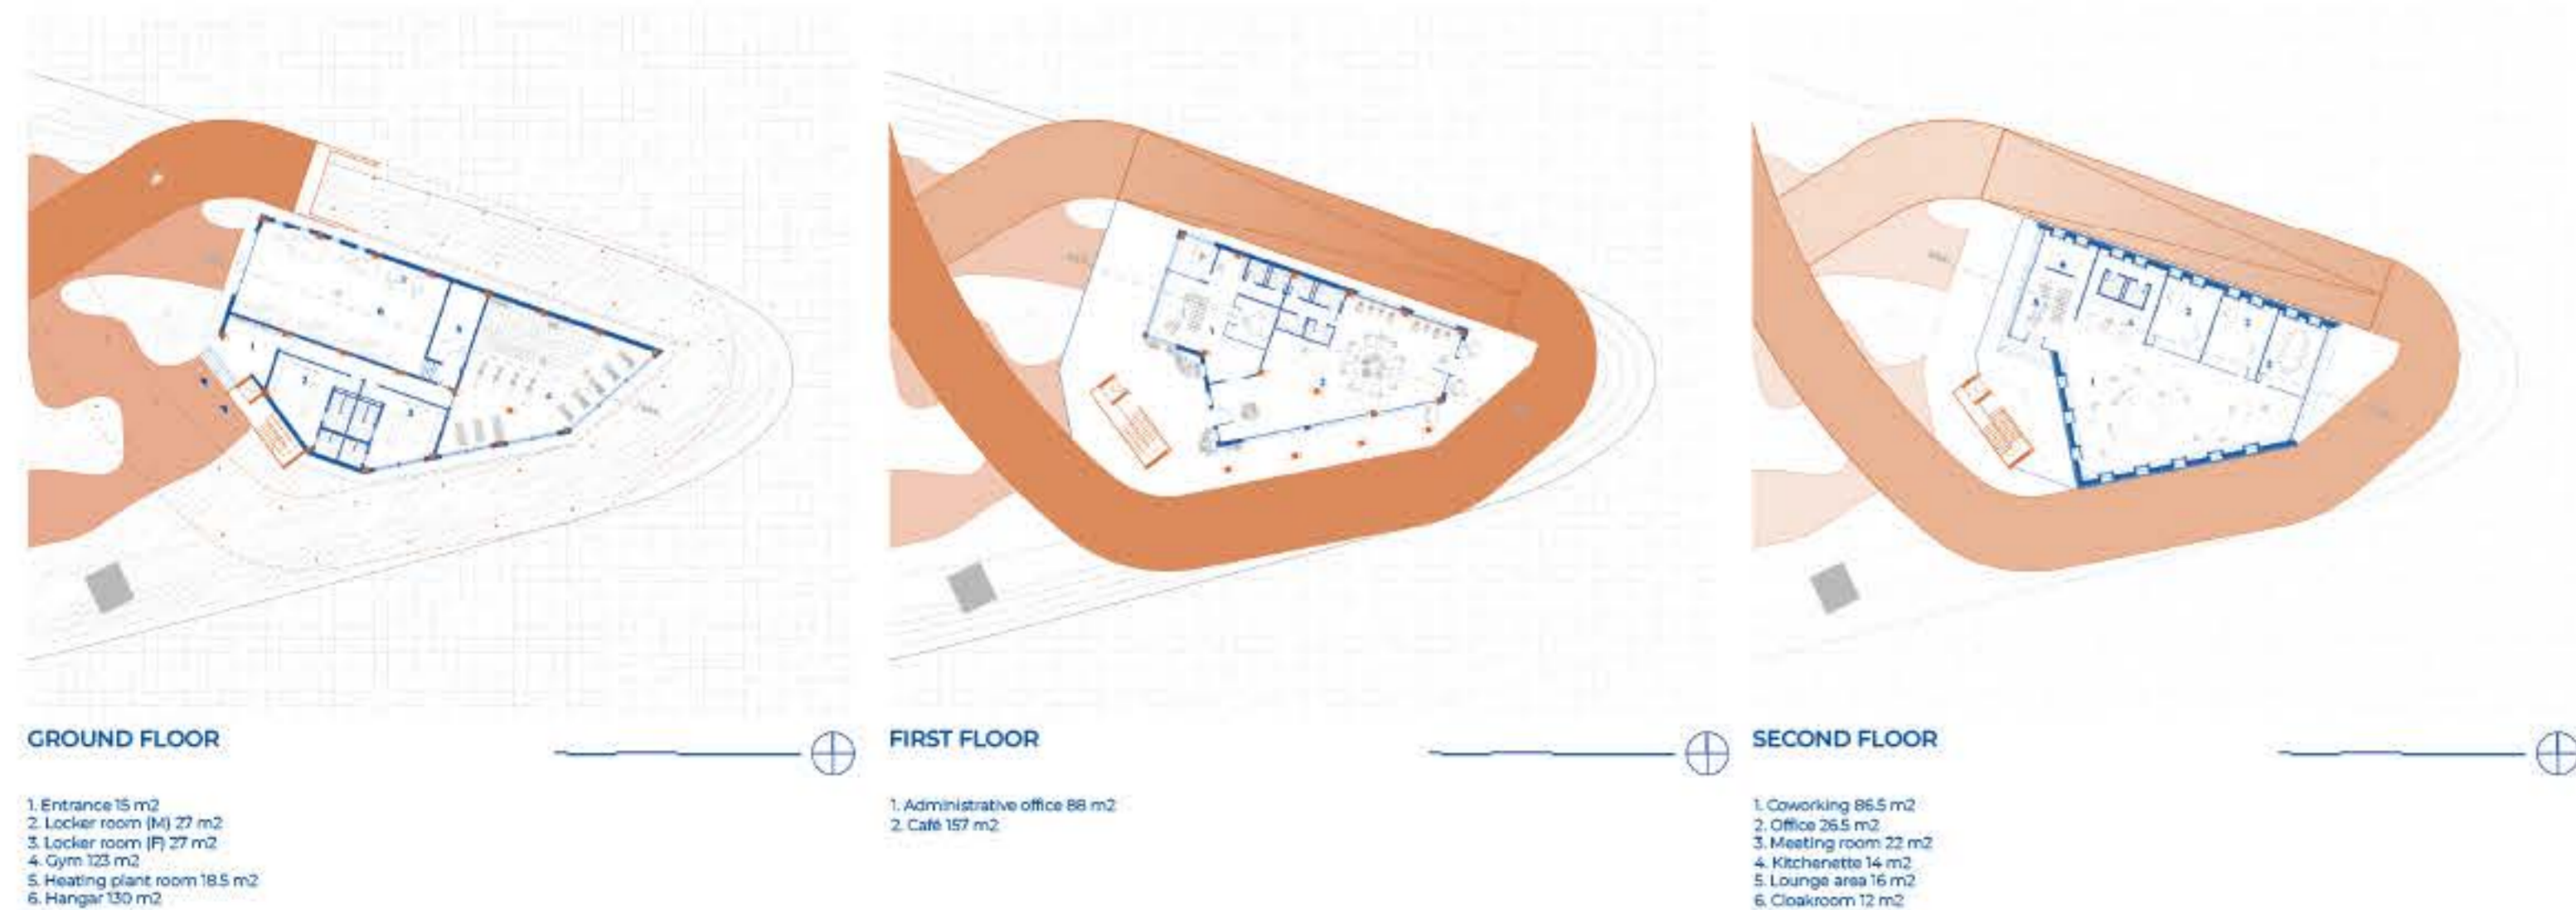 GROUND FLOOR
1. Entrance 15 m2
2. Locker room (M) 27 m2
3. Locker room (F) 27 m2
4. Gym 123 m2
5. Heating plant room 18.5 m2
6. Hangar 130 m2
FIRST FLOOR
1. Administrative office 88 m2
2. Café 157 m2
SECOND FLOOR
1. Coworking 86.5 m2
2. Office 26.5 m2
3. Meeting room 22 m2
4. Kitchenette 14 m2
5. Lounge area 16 m2
6. Cloakroom 12 m2